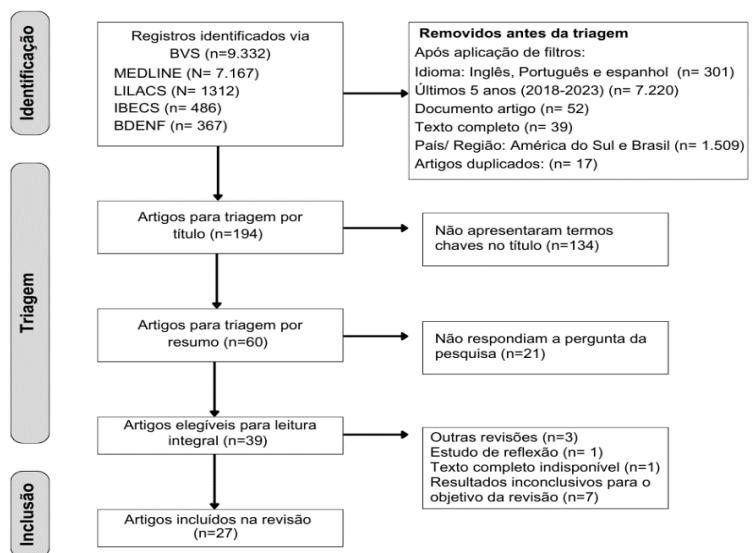 Identificação
Registros identificados via
BVS (n=9.332)
MEDLINE (N= 7.167)
LILACS (N= 1312)
IBECS (n= 486)
BDENF (n= 367)
Removidos antes da triagem
Após aplicação de filtros:
Idioma: Inglês, Português e espanhol (n= 301)
Últimos 5 anos (2018-2023) (n= 7.220)
Documento artigo (n= 52)
Texto completo (n= 39)
País/ Região: América do Sul e Brasil (n= 1.509)
Artigos duplicados: (n= 17)
Triagem
Artigos para triagem por
título (n=194)
Não apresentaram termos
chaves no título (n=134)
Artigos para triagem por
resumo (n=60)
Não respondiam a pergunta da
pesquisa (n=21)
Artigos elegíveis para leitura
integral (n=39)
Outras revisões (n=3)
Estudo de reflexão (n= 1)
Texto completo indisponível (n=1)
Resultados inconclusivos para o
objetivo da revisão (n=7)
Inclusão
Artigos incluídos na revisão
(n=27)